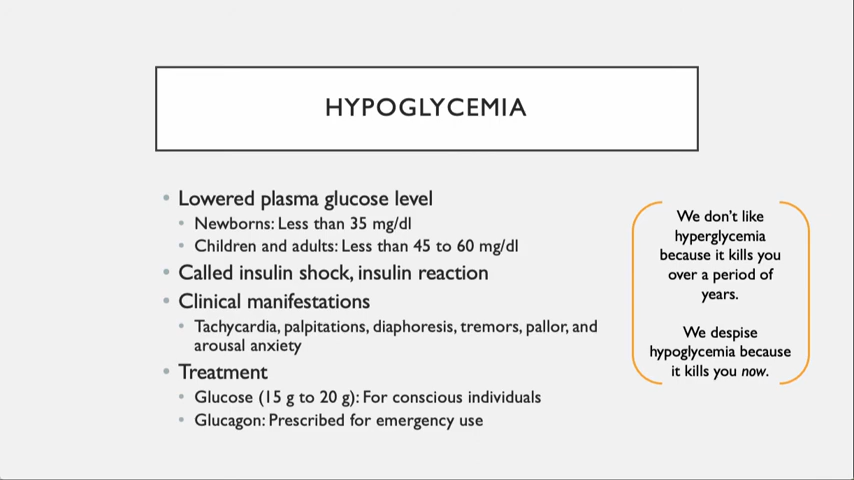 HYPOGLYCEMIA
• Lowered plasma glucose level
• Newborns: Less than 35 mg/dl
• Children and adults: Less than 45 to 60 mg/dl
• Called insulin shock, insulin reaction
• Clinical manifestations
• Tachycardia, palpitations, diaphoresis, tremors, pallor, and
arousal anxiety
• Treatment
• Glucose (15 g to 20 g): For conscious individuals
• Glucagon: Prescribed for emergency use
We don't like
hyperglycemia
because it kills you
over a period of
years.
We despise
hypoglycemia because
it kills you now.